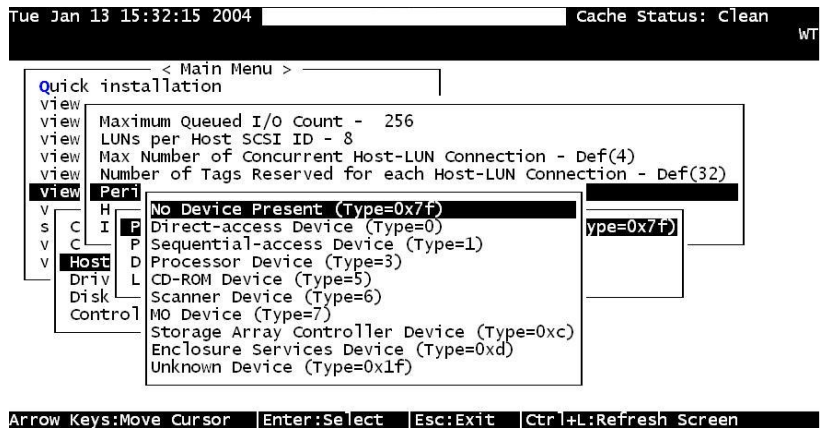 Tue Jan 13 15:32:15 2004 Cache Status: Clean
WT
< Main Menu >
Quick installation
view
view Maximum Queued I/O Count - 256
view LUNs per Host SCSI ID - 8
view Max Number of Concurrent Host-LUN Connection - Def(4)
view Number of Tags Reserved for each Host-LUN Connection - Def(32)
view Peri
v H No Device Present (Type=0x7f)
s C I P Direct-access Device (Type=0) ype=0x7f)
v C P Sequential-access Device (Type=1)
v Host D Processor Device (Type=3)
Driv L CD-ROM Device (Type=5)
Disk Scanner Device (Type=6)
Control MO Device (Type=7)
Storage Array Controller Device (Type=0xc)
Enclosure Services Device (Type=0xd)
Unknown Device (Type=0x1f)
Arrow Keys:Move Cursor |Enter:Select |Esc:Exit |Ctrl+L:Refresh Screen